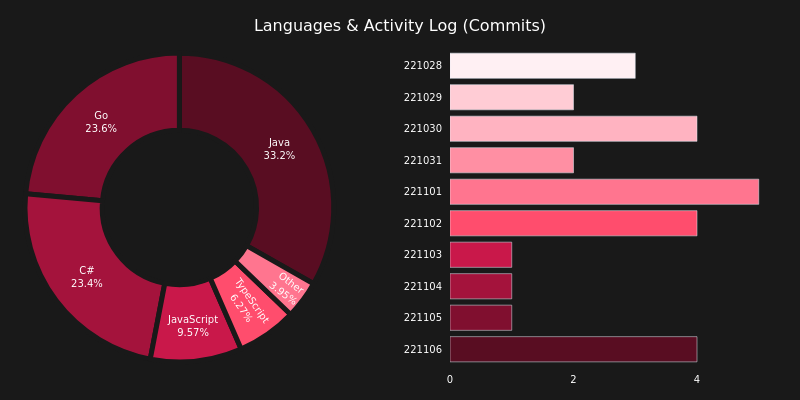 Languages & Activity Log (Commits)
Java
33.2%
Go
23.6%
C#
23.4%
JavaScript
9.57%
TypeScript
6.27%
Other
3.95%
221028
221029
221030
221031
221101
221102
221103
221104
221105
221106
0 2 4